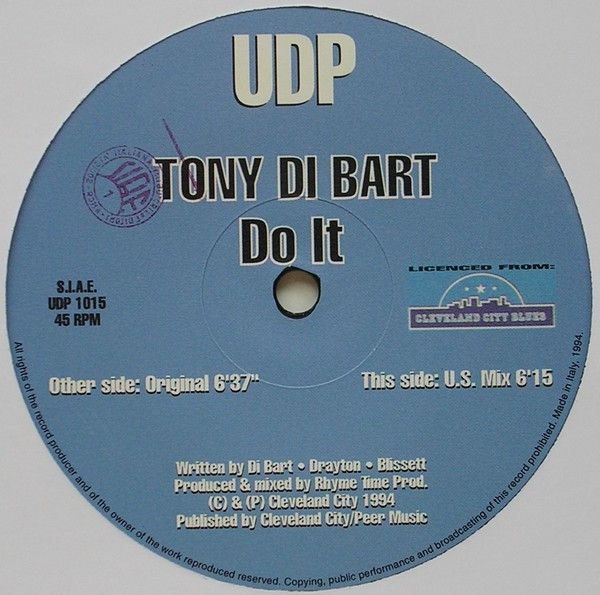 UDP
TONY DI BART
Do It
S.I.A.E.
UDP 1015
45 RPM
LICENCED FROM:
CLEVELAND CITY BLUES
Other side: Original 6'37"
This side: U.S. Mix 6'15
Written by Di Bart • Drayton • Blissett
Produced & mixed by Rhyme Time Prod.
(C) & (P) Cleveland City 1994
Published by Cleveland City/Peer Music
All rights of the record producer and of the owner of the work reproduced reserved. Copying, public performance and broadcasting of this record prohibited. Made in Italy, 1994.